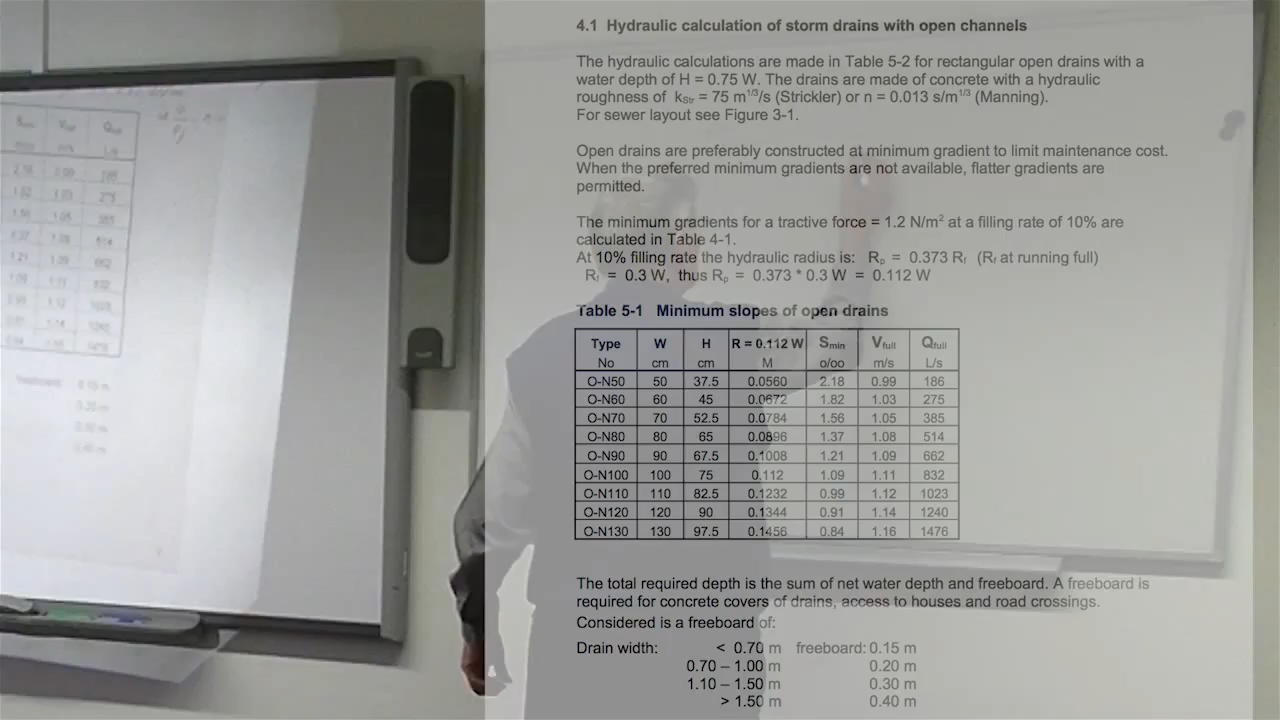 4.1 Hydraulic calculation of storm drains with open channels
The hydraulic calculations are made in Table 5-2 for rectangular open drains with a
water depth of H = 0.75 W. The drains are made of concrete with a hydraulic
roughness of kStr = 75 m1/3/s (Strickler) or n = 0.013 s/m1/3 (Manning).
For sewer layout see Figure 3-1.
Open drains are preferably constructed at minimum gradient to limit maintenance cost.
When the preferred minimum gradients are not available, flatter gradients are
permitted.
The minimum gradients for a tractive force = 1.2 N/m2 at a filling rate of 10% are
calculated in Table 4-1.
At 10% filling rate the hydraulic radius is: Rp = 0.373 Rf (Rf at running full)
Rf = 0.3 W, thus Rp = 0.373 * 0.3 W = 0.112 W
Table 5-1 Minimum slopes of open drains
Type W H R = 0.112 W Smin Vfull Qfull
No cm cm M o/oo m/s L/s
O-N50 50 37.5 0.0560 2.18 0.99 186
O-N60 60 45 0.0672 1.82 1.03 275
O-N70 70 52.5 0.0784 1.56 1.05 385
O-N80 80 65 0.0896 1.37 1.08 514
O-N90 90 67.5 0.1008 1.21 1.09 662
O-N100 100 75 0.112 1.09 1.11 832
O-N110 110 82.5 0.1232 0.99 1.12 1023
O-N120 120 90 0.1344 0.91 1.14 1240
O-N130 130 97.5 0.1456 0.84 1.16 1476
The total required depth is the sum of net water depth and freeboard. A freeboard is
required for concrete covers of drains, access to houses and road crossings.
Considered is a freeboard of:
Drain width: < 0.70 m freeboard: 0.15 m
0.70 – 1.00 m 0.20 m
1.10 – 1.50 m 0.30 m
> 1.50 m 0.40 m